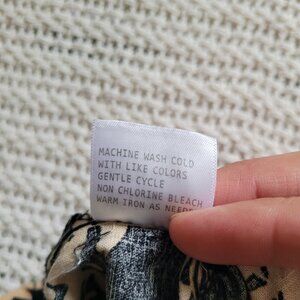 MACHINE WASH COLD
WITH LIKE COLORS
GENTLE CYCLE
NON CHLORINE BLEACH
WARM IRON AS